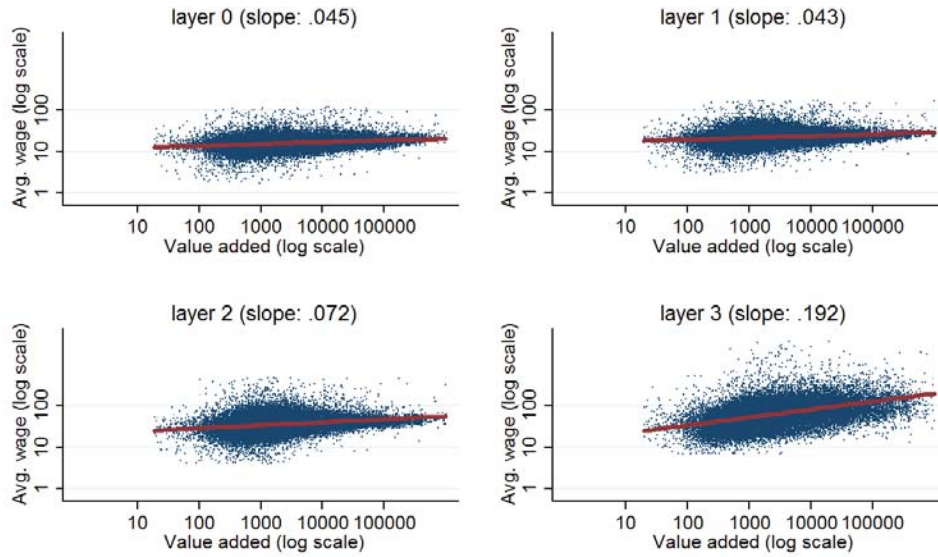 layer 0 (slope: .045)
Avg. wage (log scale)
100
10
1
10 100 1000 10000 100000
Value added (log scale)
layer 1 (slope: .043)
Avg. wage (log scale)
100
10
1
10 100 1000 10000 100000
Value added (log scale)
layer 2 (slope: .072)
Avg. wage (log scale)
100
10
1
10 100 1000 10000 100000
Value added (log scale)
layer 3 (slope: .192)
Avg. wage (log scale)
100
10
1
10 100 1000 10000 100000
Value added (log scale)